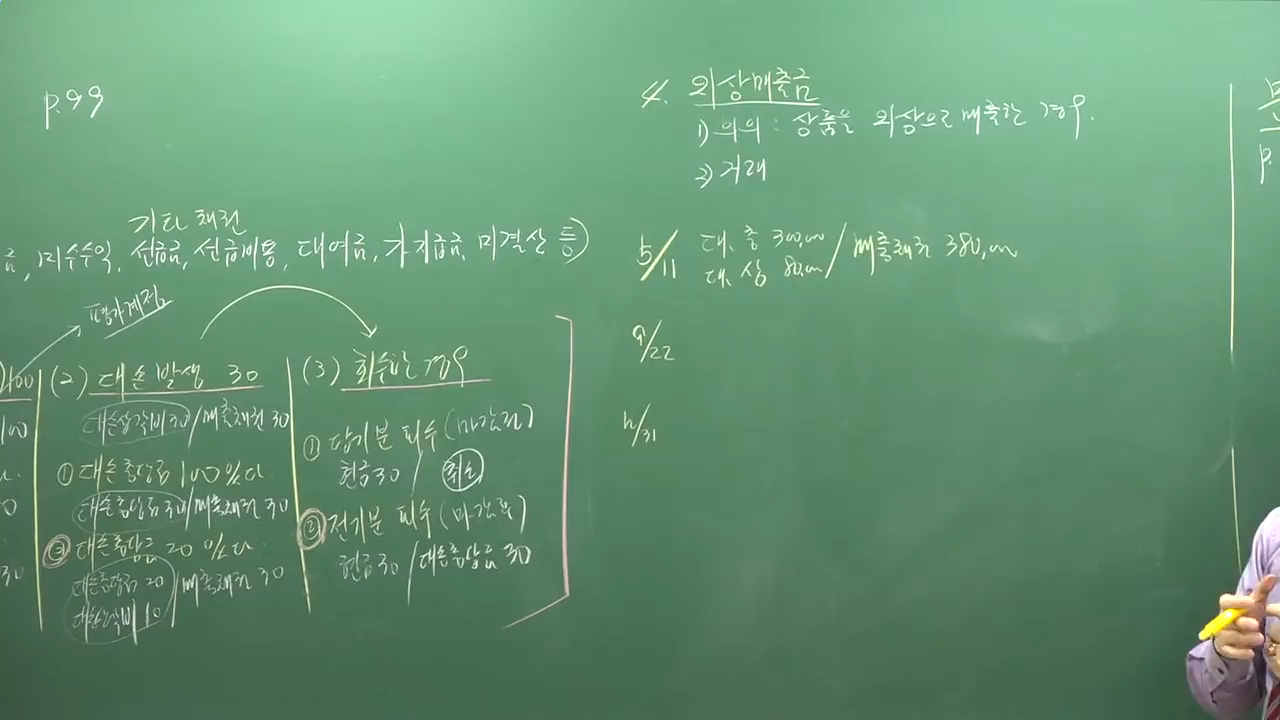 p.99
기타 채권
금, 미수수익, 선급금, 선급비용, 대여금, 가지급금, 미결산 등)
평가계정
100
(2) 대손 발생 30
대손상각비 30 / 매출채권 30
① 대손충당금 100 있다.
대손충당금 30 / 매출채권 30
② 대손충당금 20 있다.
대손충당금 20 / 매출채권 30
대손상각비 10
(3) 회수한 경우
① 당기분 회수 (마감전)
현금 30 / 취소
② 전기분 회수 (마감후)
현금 30 / 대손충당금 30
4. 외상매출금
1) 의의 : 상품을 외상으로 매출한 경우.
2) 거래
5/11 대. 충 300,000 / 매출채권 380,000
대. 상 80,000
9/22
12/31
p.